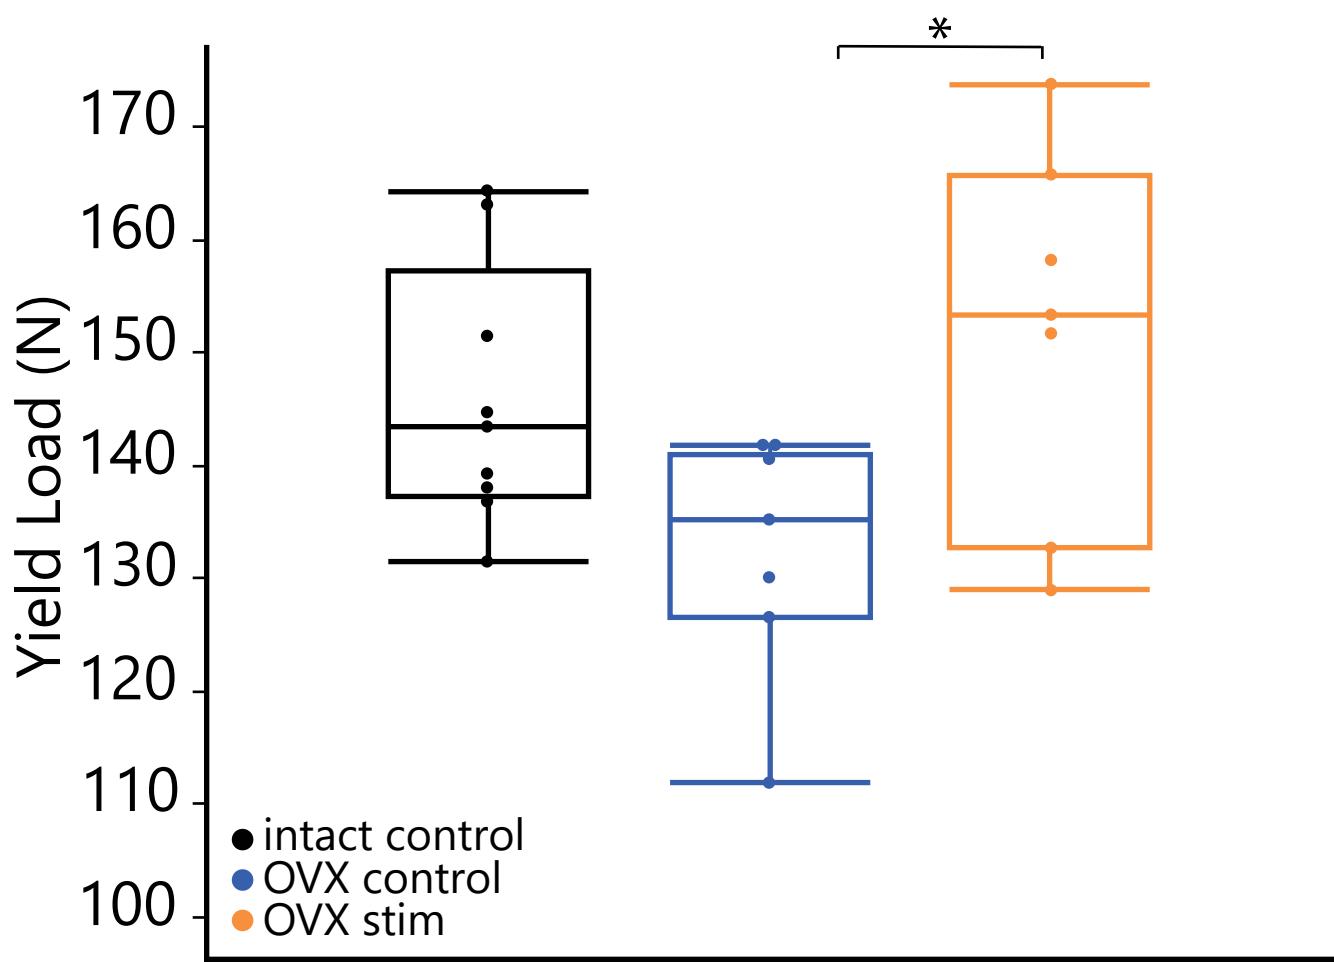 *
Yield Load (N)
170
160
150
140
130
120
110
100
intact control
OVX control
OVX stim